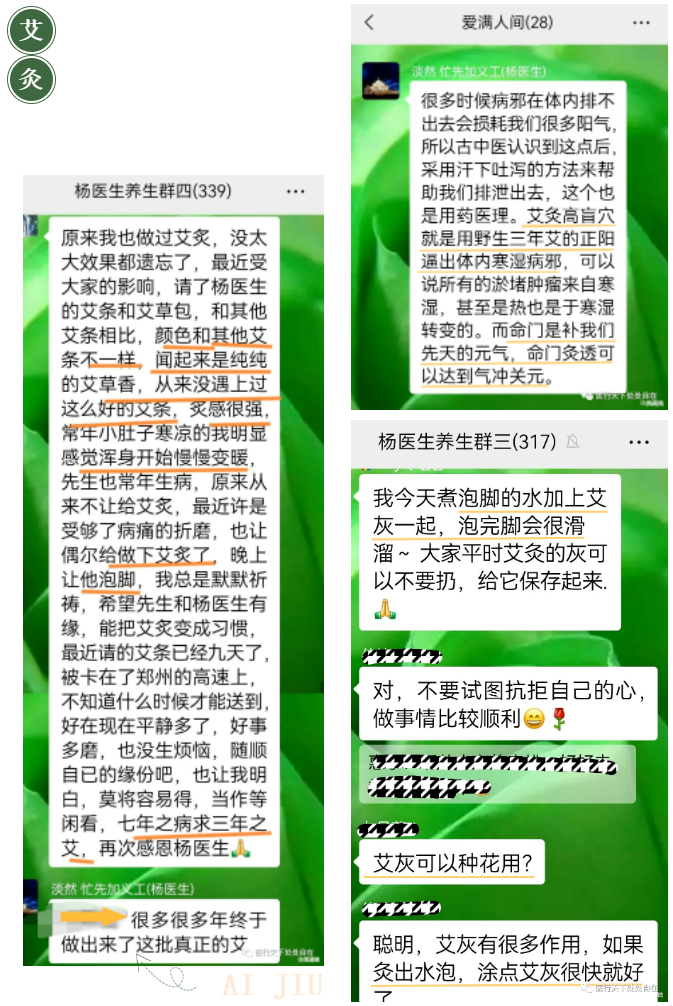 艾
灸
杨医生养生群四(339)
原来我也做过艾炙，没太
大效果都遗忘了，最近受
大家的影响，请了杨医生
的艾条和艾草包，和其他
艾条相比，颜色和其他艾
条不一样，闻起来是纯纯
的艾草香，从来没遇上过
这么好的艾条，炙感很强，
常年小肚子寒凉的我明显
感觉浑身开始慢慢变暖，
先生也常年生病，原来从
来不让给艾炙，最近许是
受够了病痛的折磨，也让
偶尔给做下艾炙了，晚上
让他泡脚，我总是默默祈
祷，希望先生和杨医生有
缘，能把艾炙变成习惯，
最近请的艾条已经九天了，
被卡在了郑州的高速上，
不知道什么时候才能送到，
好在现在平静多了，好事
多磨，也没生烦恼，随顺
自已的缘份吧，也让我明
白，莫将容易得，当作等
闲看，七年之病求三年之
艾，再次感恩杨医生🙏
淡然 忙先加义工(杨医生)
很多很多年终于
做出来了这批真正的艾
医行天下处处自在
AI JIU
爱满人间(28)
淡然 忙先加义工(杨医生)
很多时候病邪在体内排不
出去会损耗我们很多阳气，
所以古中医认识到这点后，
采用汗下吐泻的方法来帮
助我们排泄出去，这个也
是用药医理。艾灸高盲穴
就是用野生三年艾的正阳
逼出体内寒湿病邪，可以
说所有的淤堵肿瘤来自寒
湿，甚至是热也是于寒湿
转变的。而命门是补我们
先天的元气，命门灸透可
以达到气冲关元。
医行天下处处自在
杨医生养生群三(317)
我今天煮泡脚的水加上艾
灰一起，泡完脚会很滑
溜~ 大家平时艾灸的灰可
以不要扔，给它保存起来.
🙏
对，不要试图抗拒自己的心，
做事情比较顺利😄🌹
艾灰可以种花用？
聪明，艾灰有很多作用，如果
灸出水泡，涂点艾灰很快就好
了
医行天下处处自在